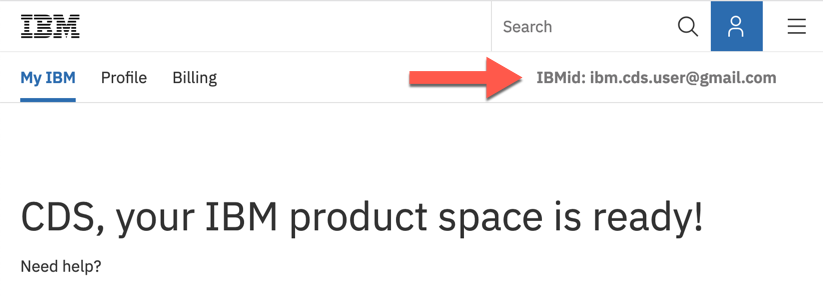 IBM
Search
My IBM Profile Billing IBMid: ibm.cds.user@gmail.com
CDS, your IBM product space is ready!
Need help?